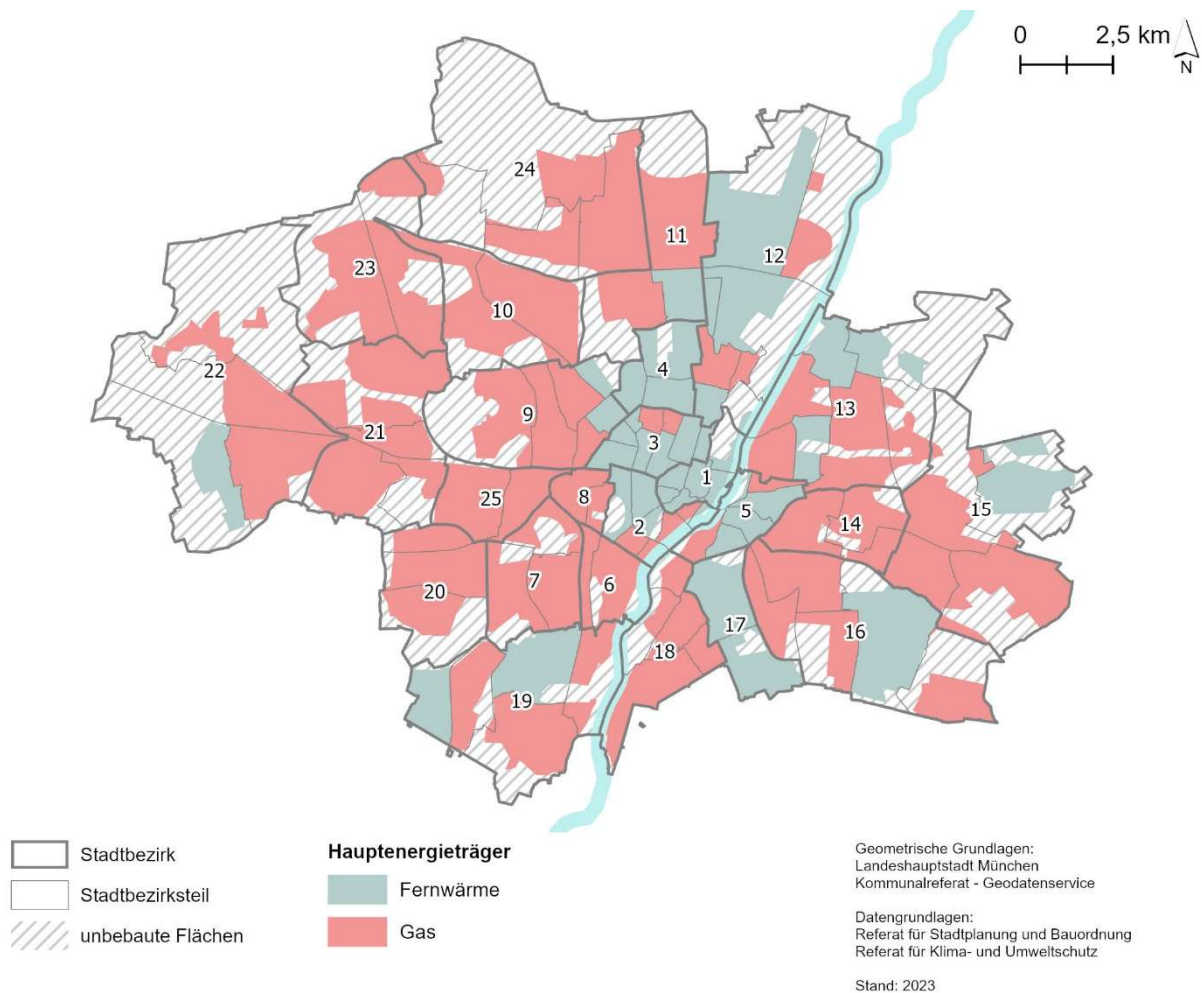 0 2,5 km
N
24
11
12
23
10
4
22
9
13
21
3
1
25
8
15
5
14
2
20
7
6
17
16
18
19
Stadtbezirk
Stadtbezirksteil
unbebaute Flächen
Hauptenergieträger
Fernwärme
Gas
Geometrische Grundlagen:
Landeshauptstadt München
Kommunalreferat - Geodatenservice
Datengrundlagen:
Referat für Stadtplanung und Bauordnung
Referat für Klima- und Umweltschutz
Stand: 2023